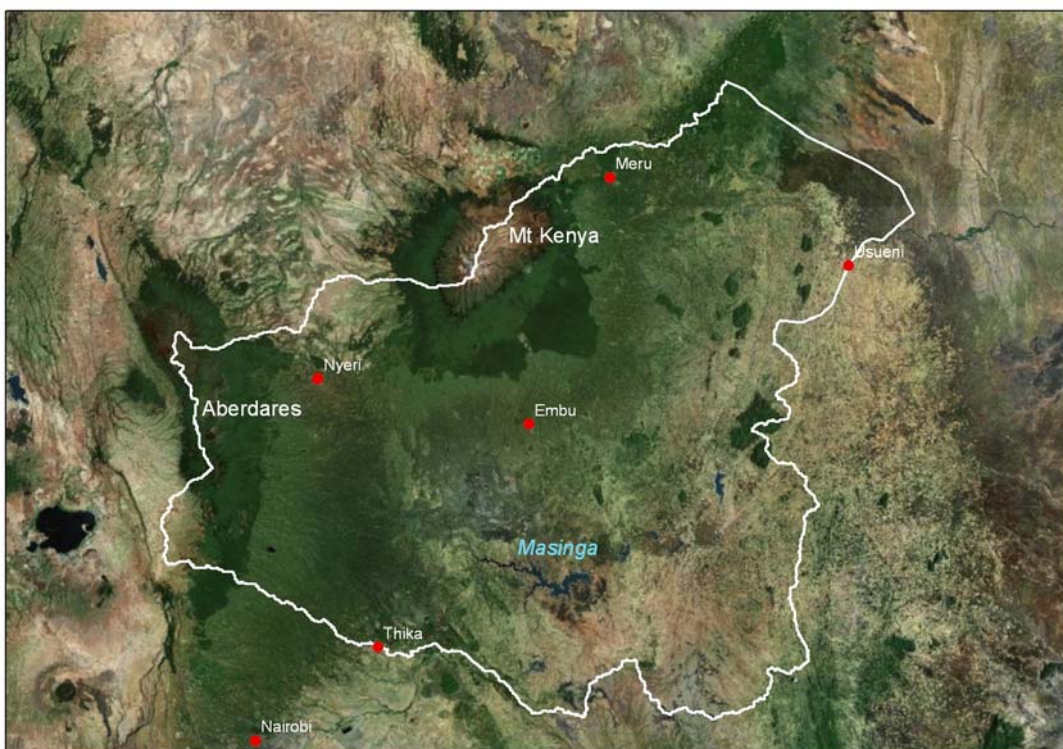 Meru
Mt Kenya
Usueni
Nyeri
Aberdares
Embu
Masinga
Thika
Nairobi